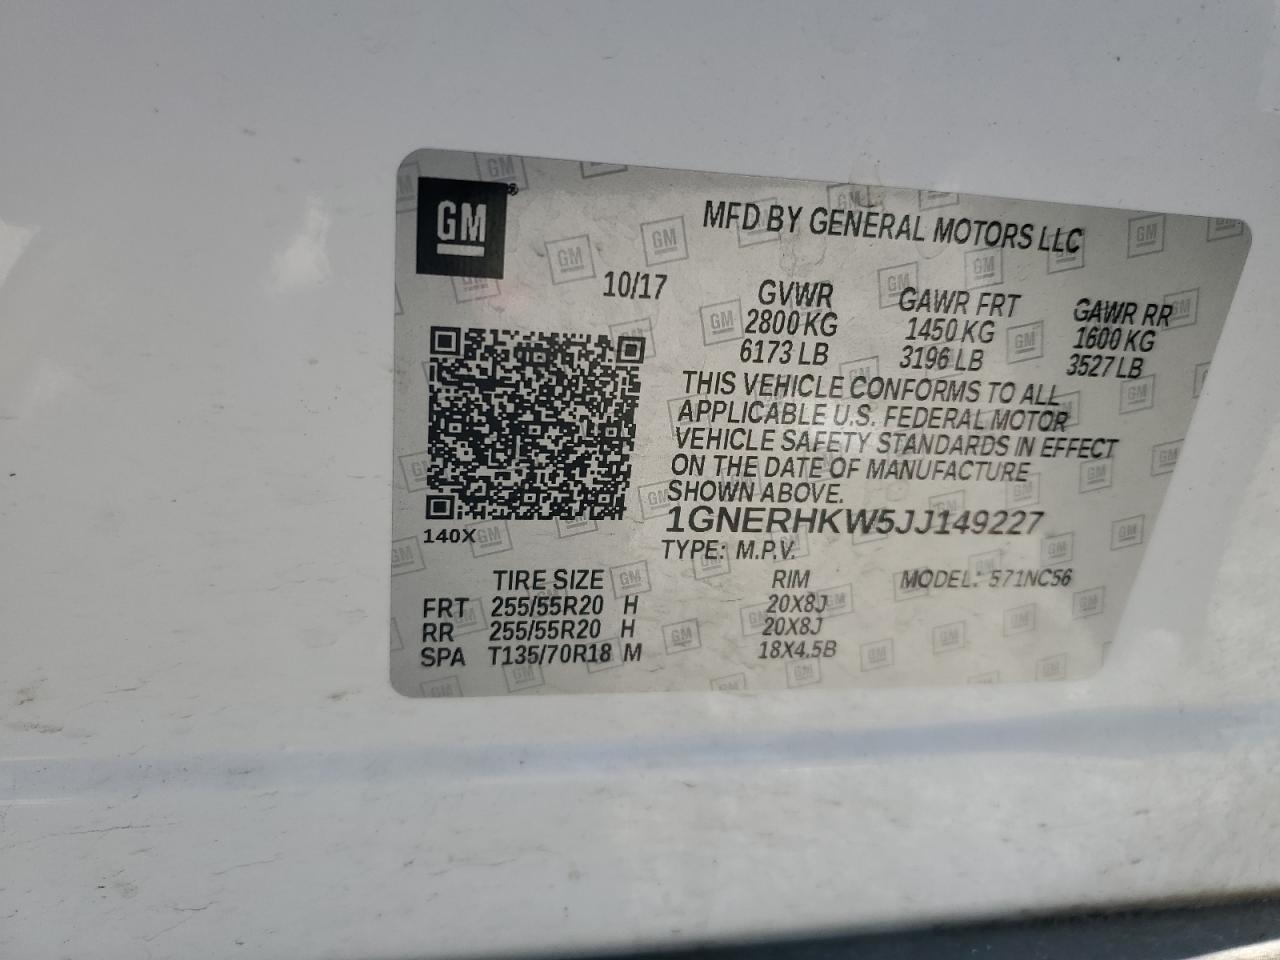 GM®
MFD BY GENERAL MOTORS LLC
10/17
GVWR GAWR FRT GAWR RR
2800 KG 1450 KG 1600 KG
6173 LB 3196 LB 3527 LB
THIS VEHICLE CONFORMS TO ALL
APPLICABLE U.S. FEDERAL MOTOR
VEHICLE SAFETY STANDARDS IN EFFECT
ON THE DATE OF MANUFACTURE
SHOWN ABOVE.
1GNERHKW5JJ149227
140X
TYPE: M.P.V.
TIRE SIZE RIM MODEL: 571NC56
FRT 255/55R20 H 20X8J
RR 255/55R20 H 20X8J
SPA T135/70R18 M 18X4.5B